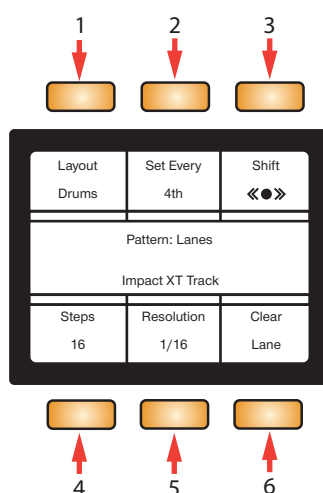 1 2 3
Layout Set Every Shift
Drums 4th «●»
Pattern: Lanes
Impact XT Track
Steps Resolution Clear
16 1/16 Lane
4 5 6